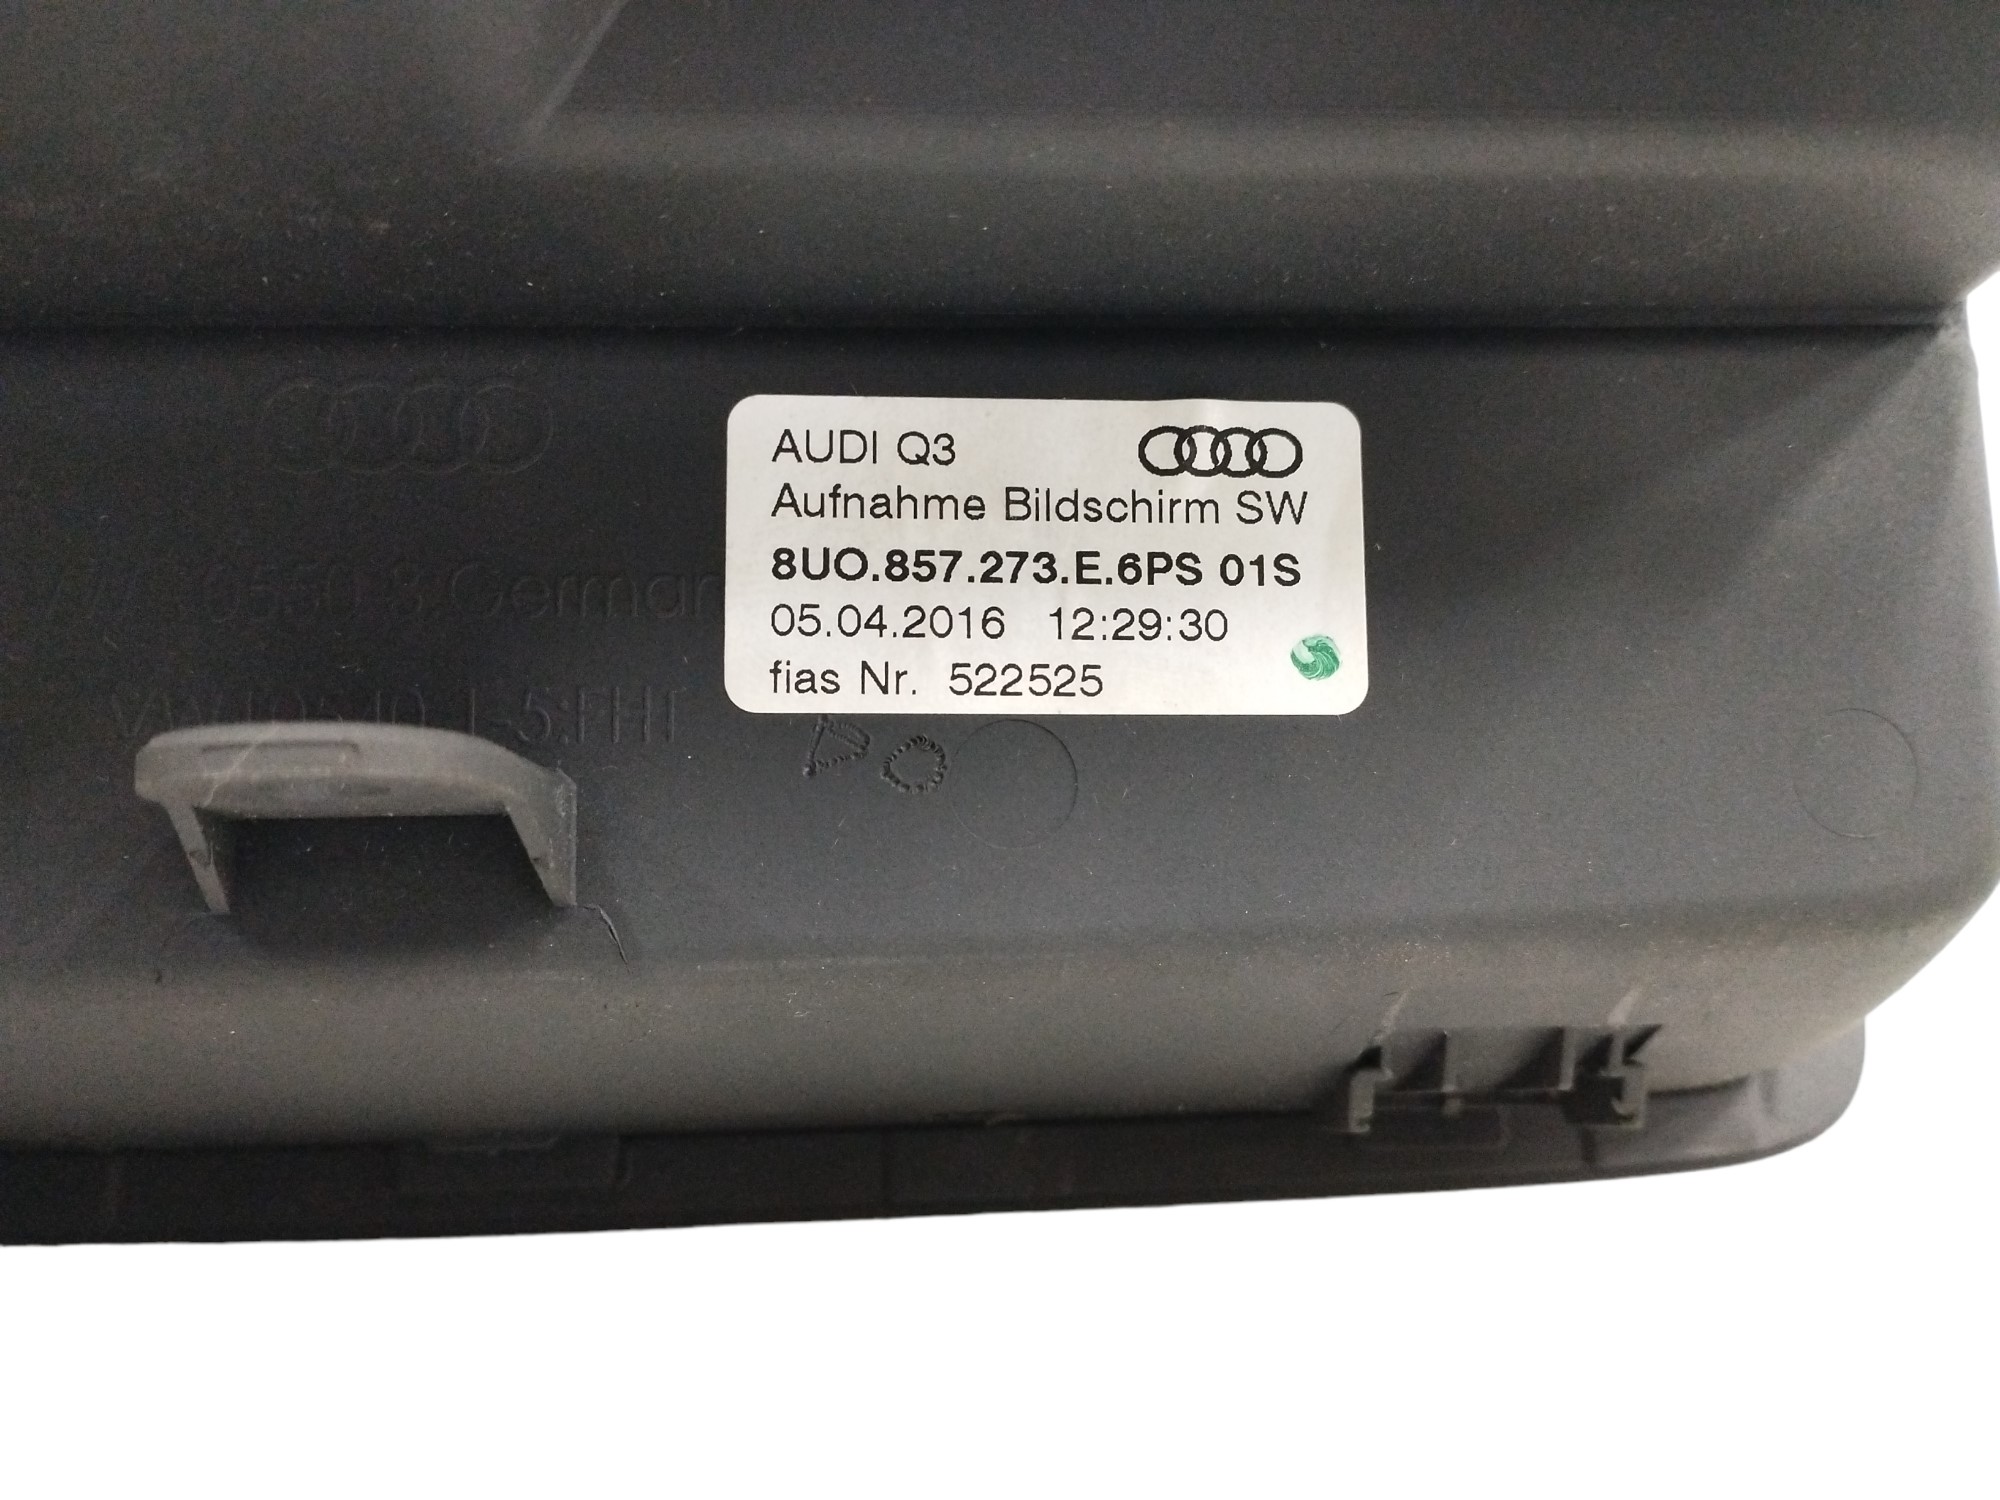 AUDI Q3
Aufnahme Bildschirm SW
8UO.857.273.E.6PS 01S
05.04.2016 12:29:30
fias Nr. 522525